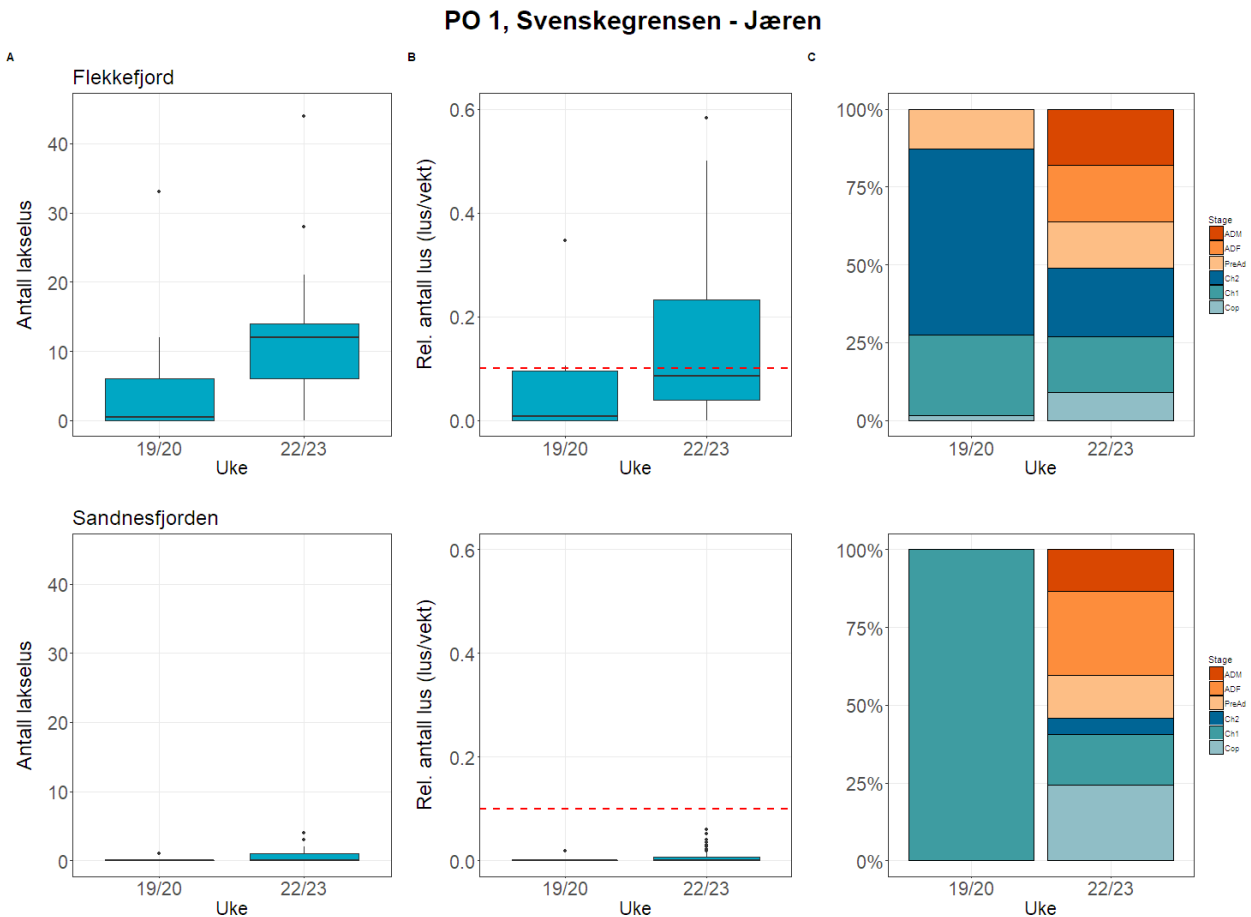 PO 1, Svenskegrensen - Jæren
A
B
C
Flekkefjord
Antall lakselus
40
30
20
10
0
19/20
22/23
Uke
Rel. antall lus (lus/vekt)
0.6
0.4
0.2
0.0
19/20
22/23
Uke
100%
75%
50%
25%
0%
19/20
22/23
Uke
Stage
ADM
ADF
PreAd
Ch2
Ch1
Cop
Sandnesfjorden
Antall lakselus
40
30
20
10
0
19/20
22/23
Uke
Rel. antall lus (lus/vekt)
0.6
0.4
0.2
0.0
19/20
22/23
Uke
100%
75%
50%
25%
0%
19/20
22/23
Uke
Stage
ADM
ADF
PreAd
Ch2
Ch1
Cop